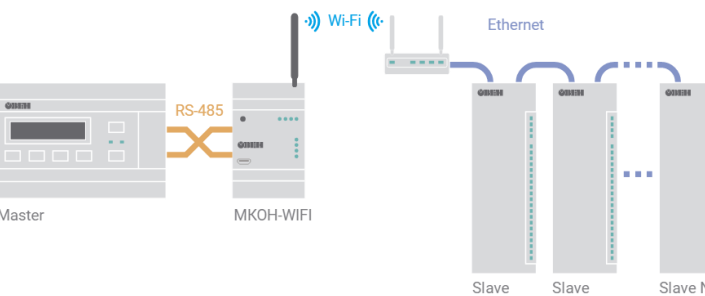 Wi-Fi
Ethernet
RS-485
Master
МКОН-WIFI
Slave
Slave
Slave N